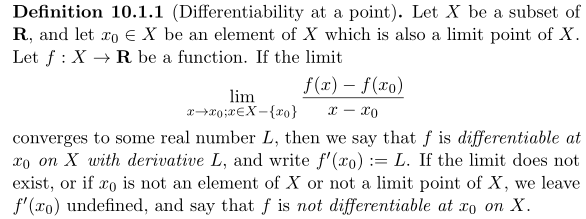 Definition 10.1.1 (Differentiability at a point). Let X be a subset of
R, and let x₀ ∈ X be an element of X which is also a limit point of X.
Let f : X → R be a function. If the limit
lim_{x→x₀;x∈X−{x₀}} (f(x) − f(x₀))/(x − x₀)
converges to some real number L, then we say that f is differentiable at
x₀ on X with derivative L, and write f′(x₀) := L. If the limit does not
exist, or if x₀ is not an element of X or not a limit point of X, we leave
f′(x₀) undefined, and say that f is not differentiable at x₀ on X.